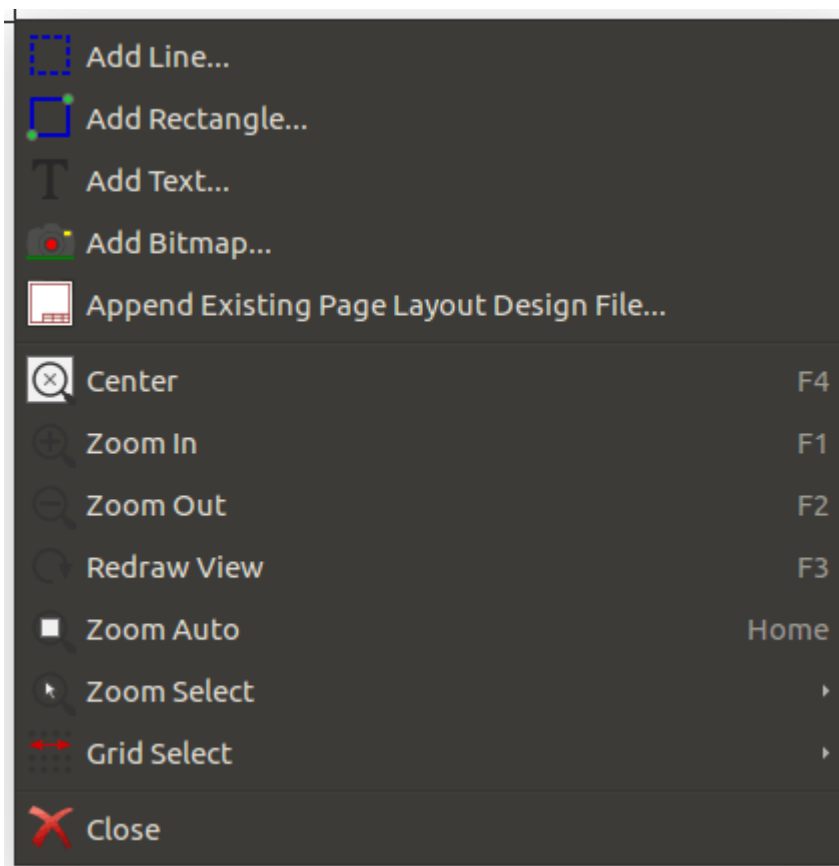 Add Line...
Add Rectangle...
Add Text...
Add Bitmap...
Append Existing Page Layout Design File...
Center F4
Zoom In F1
Zoom Out F2
Redraw View F3
Zoom Auto Home
Zoom Select
Grid Select
Close